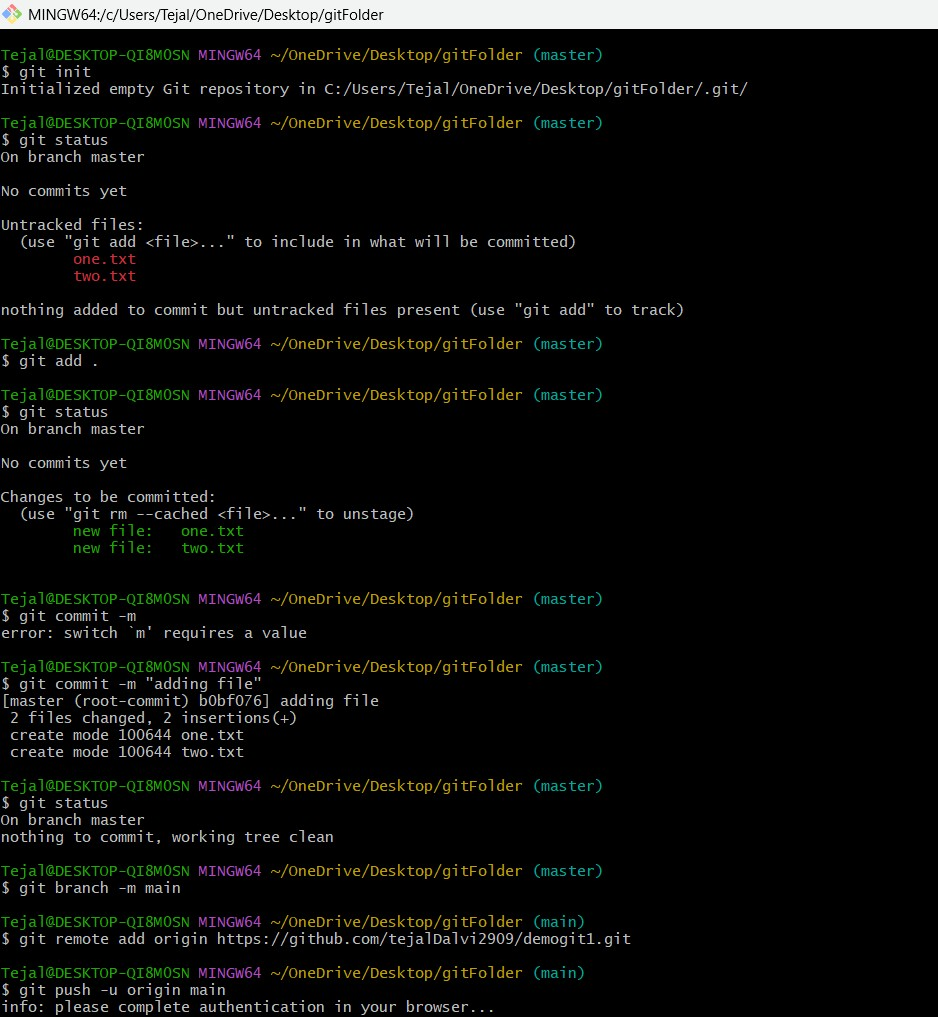 MINGW64:/c/Users/Tejal/OneDrive/Desktop/gitFolder
Tejal@DESKTOP-QI8MOSN MINGW64 ~/OneDrive/Desktop/gitFolder (master)
$ git init
Initialized empty Git repository in C:/Users/Tejal/OneDrive/Desktop/gitFolder/.git/
Tejal@DESKTOP-QI8MOSN MINGW64 ~/OneDrive/Desktop/gitFolder (master)
$ git status
On branch master
No commits yet
Untracked files:
  (use "git add <file>..." to include in what will be committed)
        one.txt
        two.txt
nothing added to commit but untracked files present (use "git add" to track)
Tejal@DESKTOP-QI8MOSN MINGW64 ~/OneDrive/Desktop/gitFolder (master)
$ git add .
Tejal@DESKTOP-QI8MOSN MINGW64 ~/OneDrive/Desktop/gitFolder (master)
$ git status
On branch master
No commits yet
Changes to be committed:
  (use "git rm --cached <file>..." to unstage)
        new file:   one.txt
        new file:   two.txt
Tejal@DESKTOP-QI8MOSN MINGW64 ~/OneDrive/Desktop/gitFolder (master)
$ git commit -m
error: switch `m' requires a value
Tejal@DESKTOP-QI8MOSN MINGW64 ~/OneDrive/Desktop/gitFolder (master)
$ git commit -m "adding file"
[master (root-commit) b0bf076] adding file
 2 files changed, 2 insertions(+)
 create mode 100644 one.txt
 create mode 100644 two.txt
Tejal@DESKTOP-QI8MOSN MINGW64 ~/OneDrive/Desktop/gitFolder (master)
$ git status
On branch master
nothing to commit, working tree clean
Tejal@DESKTOP-QI8MOSN MINGW64 ~/OneDrive/Desktop/gitFolder (master)
$ git branch -m main
Tejal@DESKTOP-QI8MOSN MINGW64 ~/OneDrive/Desktop/gitFolder (main)
$ git remote add origin https://github.com/tejalDalvi2909/demogit1.git
Tejal@DESKTOP-QI8MOSN MINGW64 ~/OneDrive/Desktop/gitFolder (main)
$ git push -u origin main
info: please complete authentication in your browser...